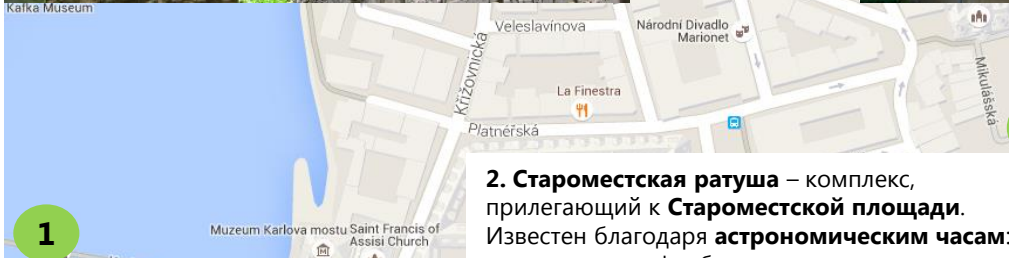 Kafka Museum
Veleslavínova
Národní Divadlo
Marionet
Křižovnická
Mikulášská
La Finestra
Platnéřská
2. Староместская ратуша – комплекс,
прилегающий к Староместской площади.
Известен благодаря астрономическим часам:
1
Muzeum Karlova mostu
Saint Francis of
Assisi Church